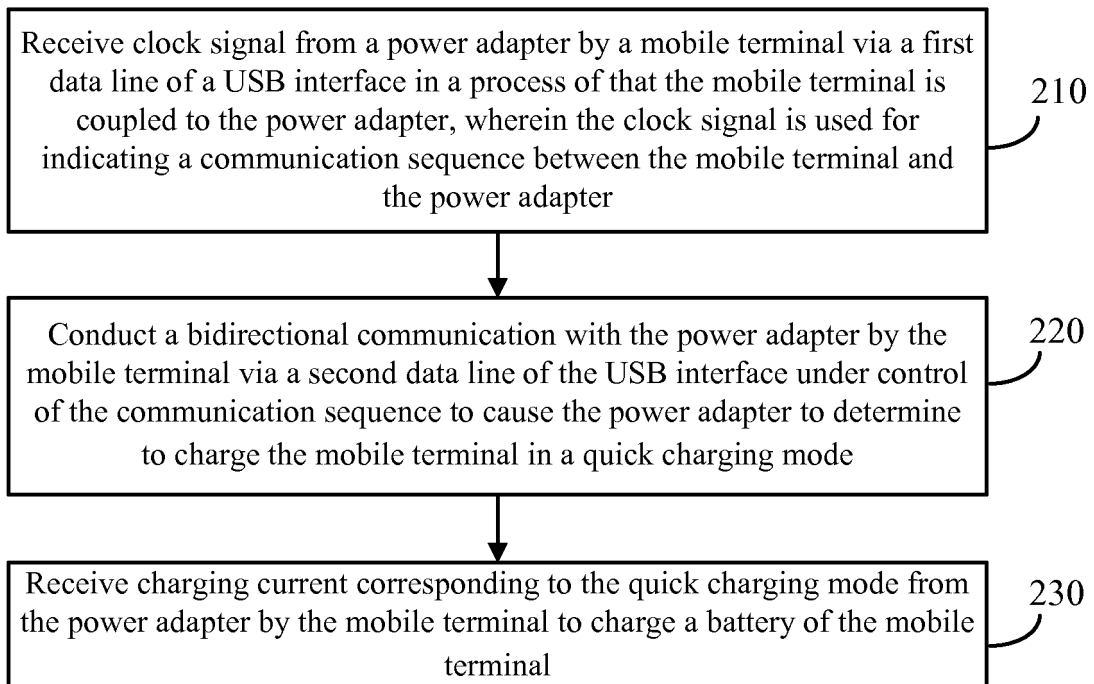 Receive clock signal from a power adapter by a mobile terminal via a first
data line of a USB interface in a process of that the mobile terminal is
coupled to the power adapter, wherein the clock signal is used for
indicating a communication sequence between the mobile terminal and
the power adapter
210
Conduct a bidirectional communication with the power adapter by the
mobile terminal via a second data line of the USB interface under control
of the communication sequence to cause the power adapter to determine
to charge the mobile terminal in a quick charging mode
220
Receive charging current corresponding to the quick charging mode from
the power adapter by the mobile terminal to charge a battery of the mobile
terminal
230